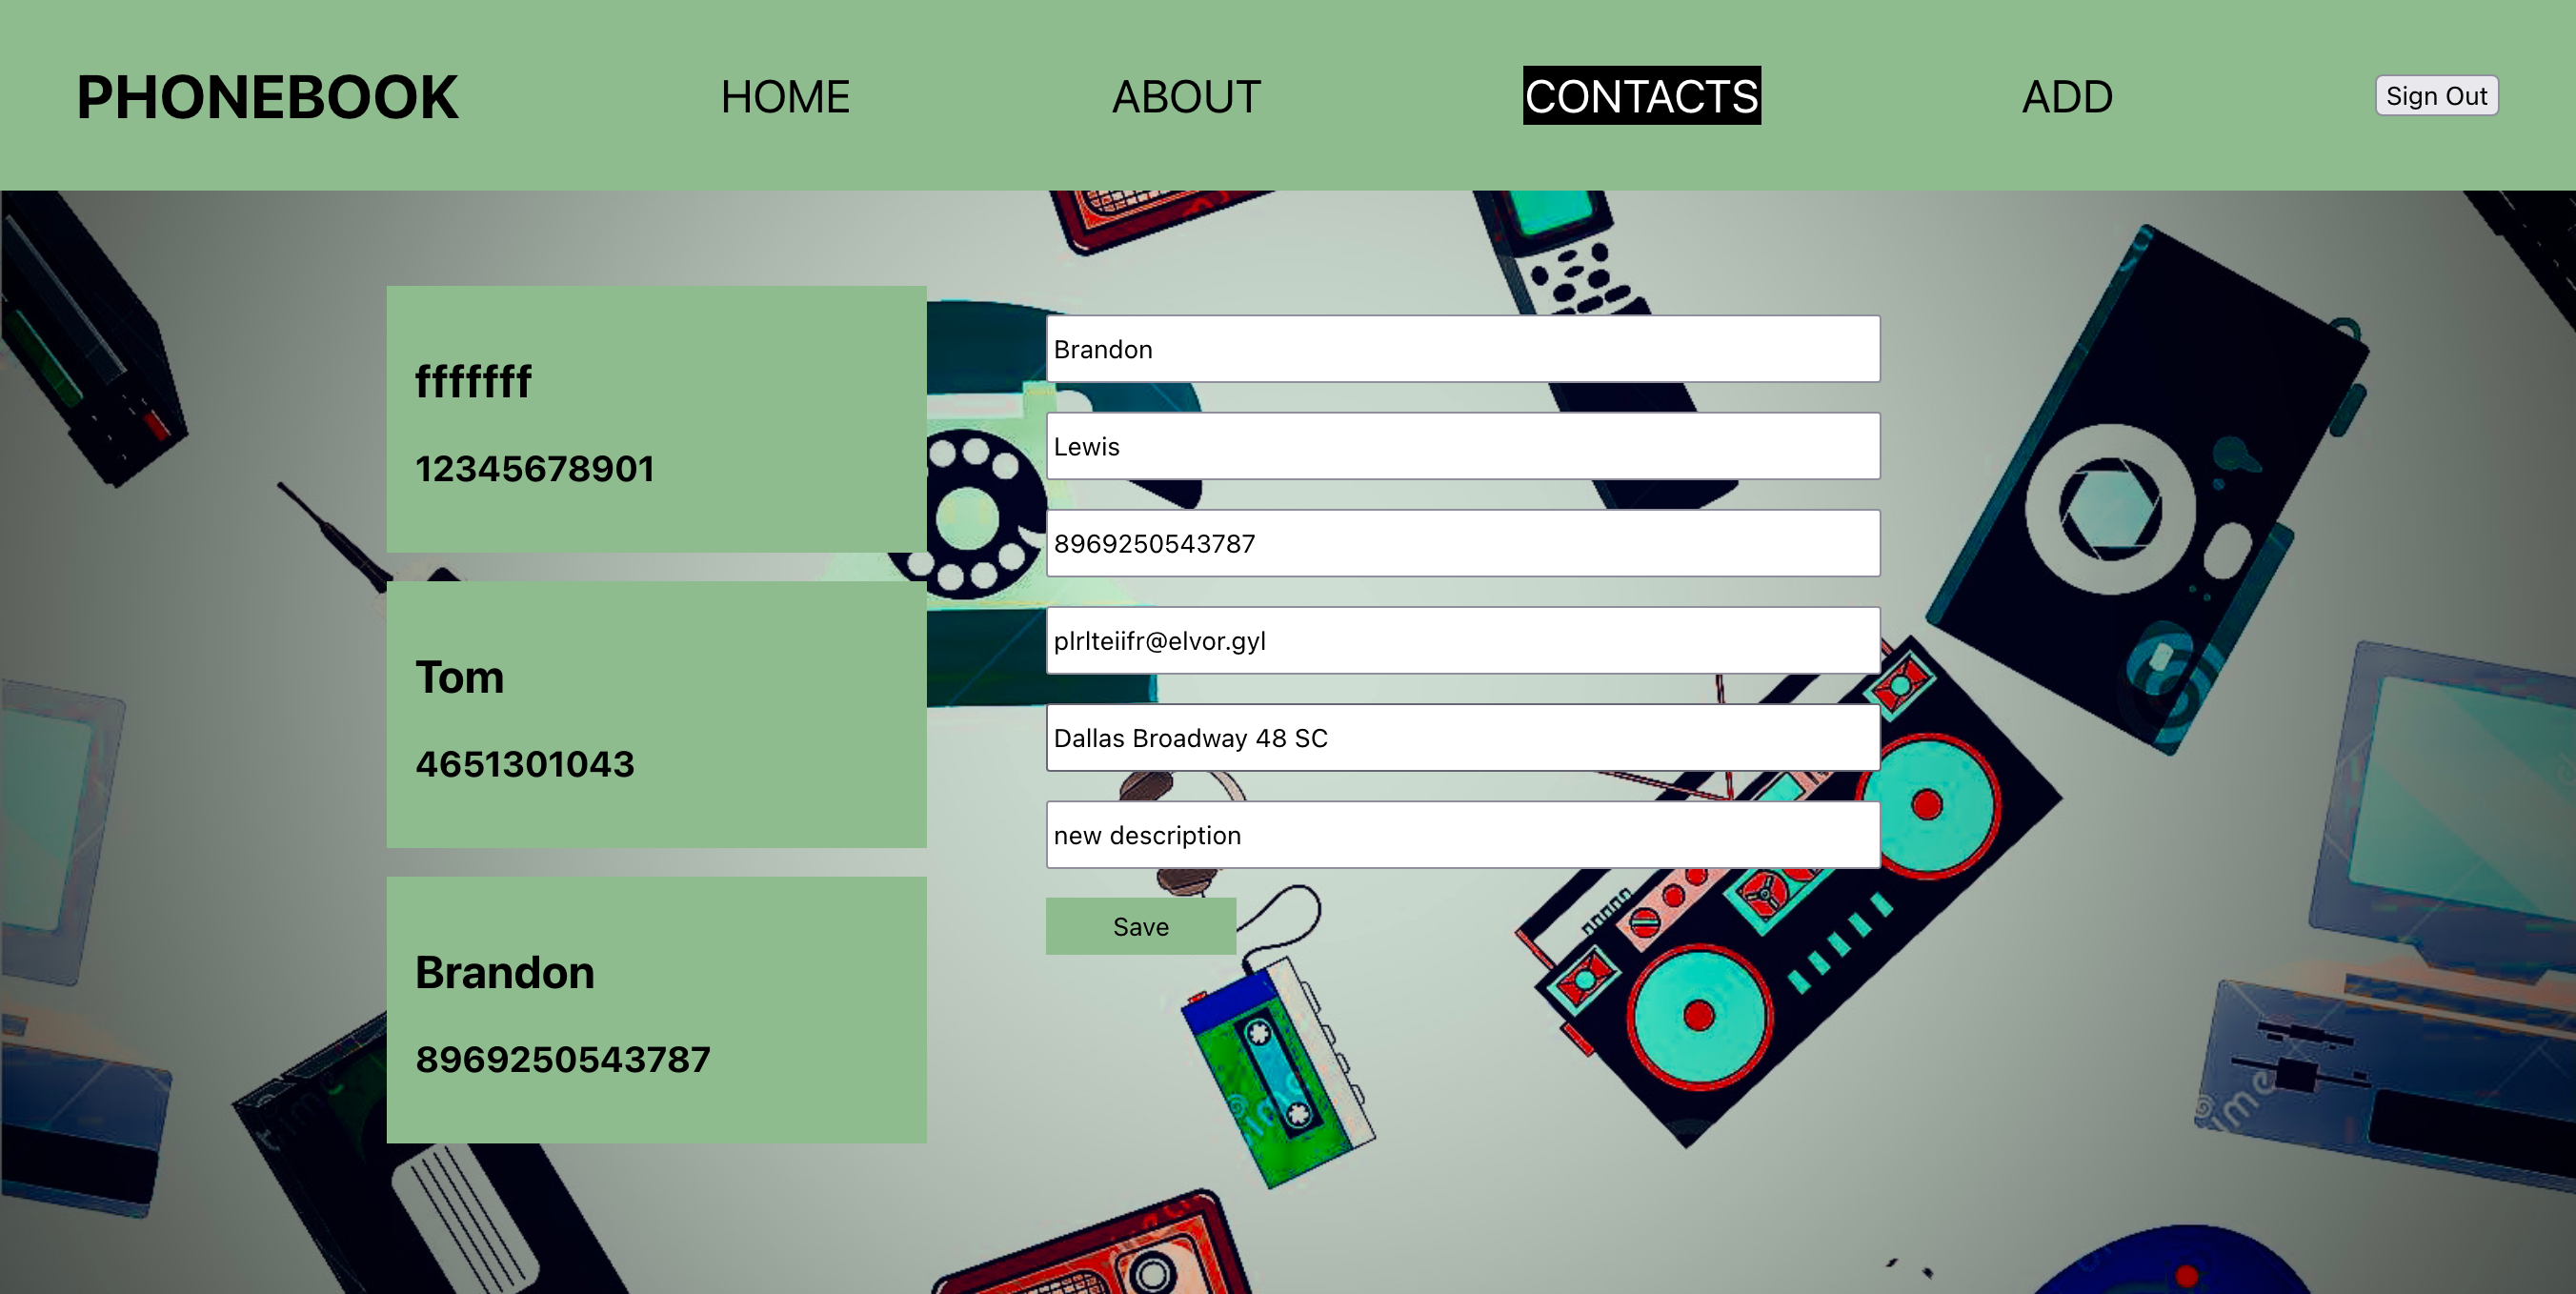 PHONEBOOK HOME ABOUT CONTACTS ADD Sign Out
fffffff
12345678901
Tom
4651301043
Brandon
8969250543787
Brandon
Lewis
8969250543787
plrlteiifr@elvor.gyl
Dallas Broadway 48 SC
new description
Save